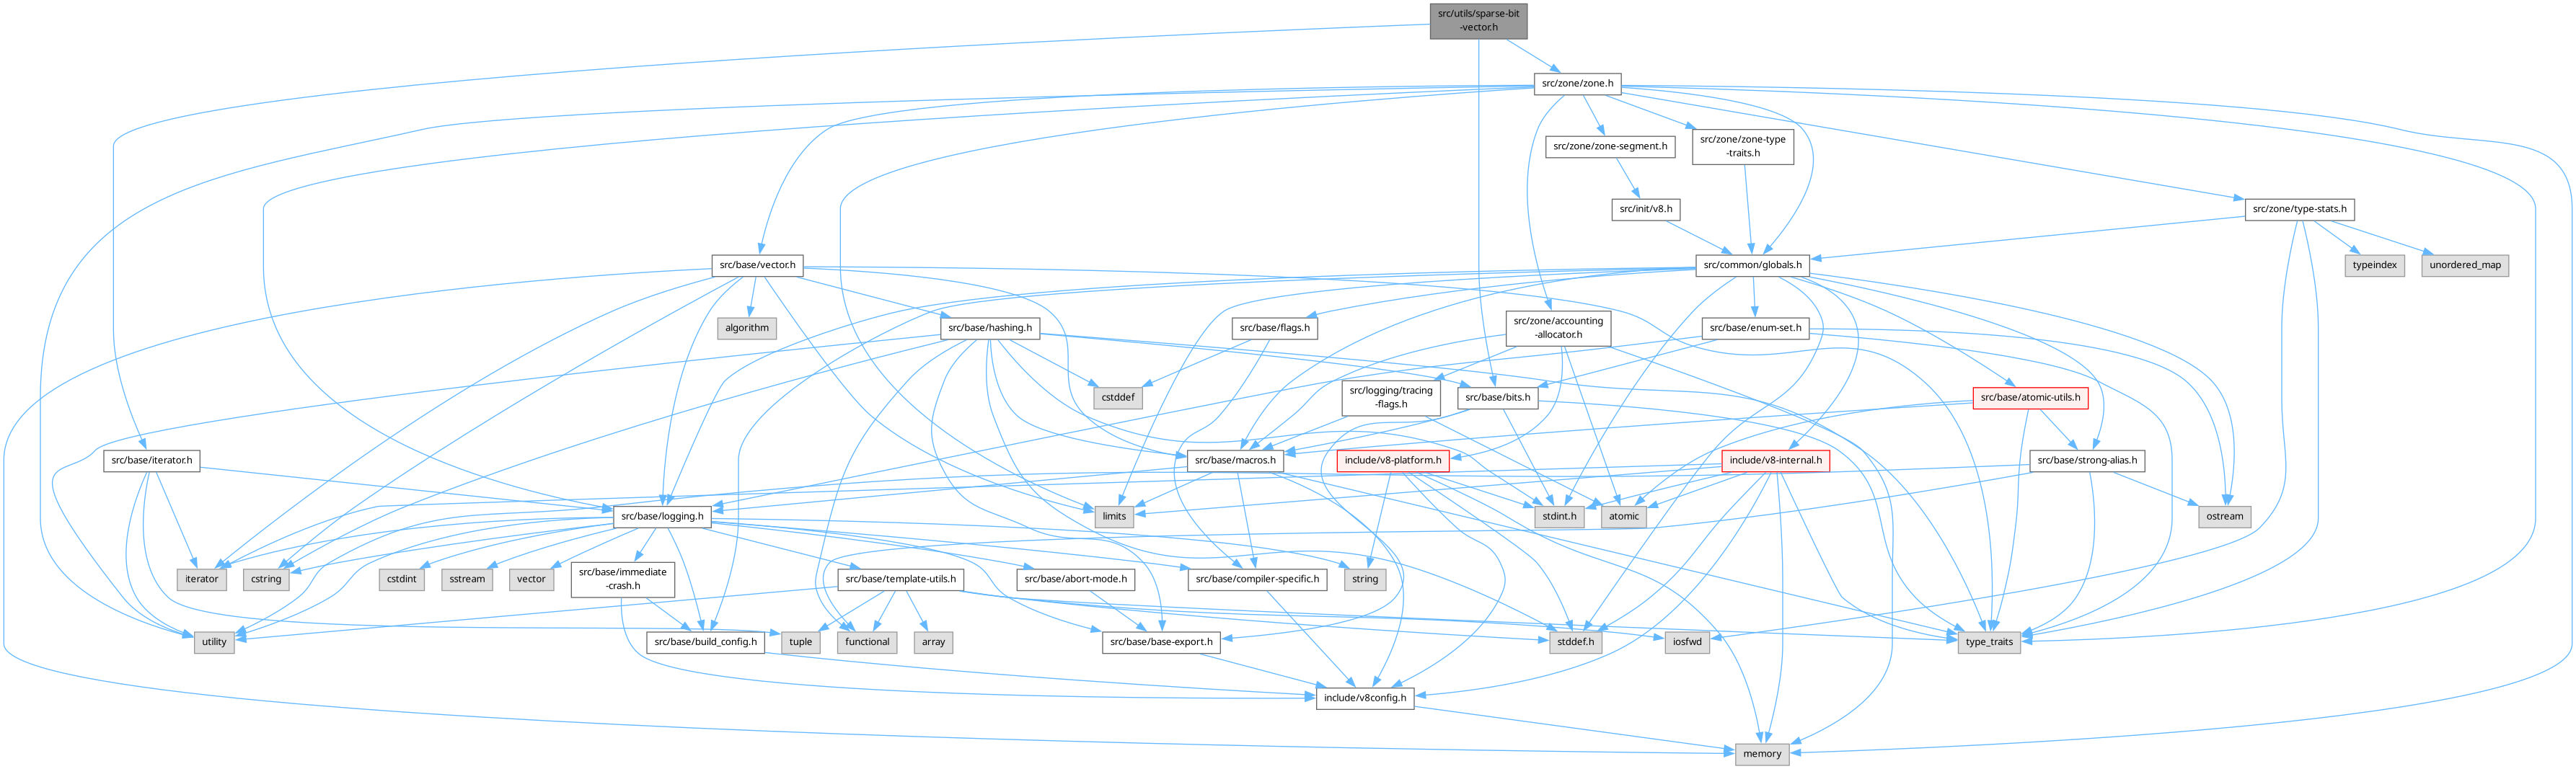 src/utils/sparse-bit
-vector.h
src/zone/zone.h
src/zone/zone-segment.h
src/zone/zone-type
-traits.h
src/init/v8.h
src/zone/type-stats.h
src/base/vector.h
src/common/globals.h
typeindex
unordered_map
algorithm
src/base/hashing.h
src/base/flags.h
src/zone/accounting
-allocator.h
src/base/enum-set.h
cstddef
src/logging/tracing
-flags.h
src/base/bits.h
src/base/atomic-utils.h
src/base/iterator.h
src/base/macros.h
include/v8-platform.h
include/v8-internal.h
src/base/strong-alias.h
src/base/logging.h
limits
stdint.h
atomic
ostream
iterator
cstring
cstdint
sstream
vector
src/base/immediate
-crash.h
src/base/template-utils.h
src/base/abort-mode.h
src/base/compiler-specific.h
string
utility
src/base/build_config.h
tuple
functional
array
src/base/base-export.h
stddef.h
iosfwd
type_traits
include/v8config.h
memory